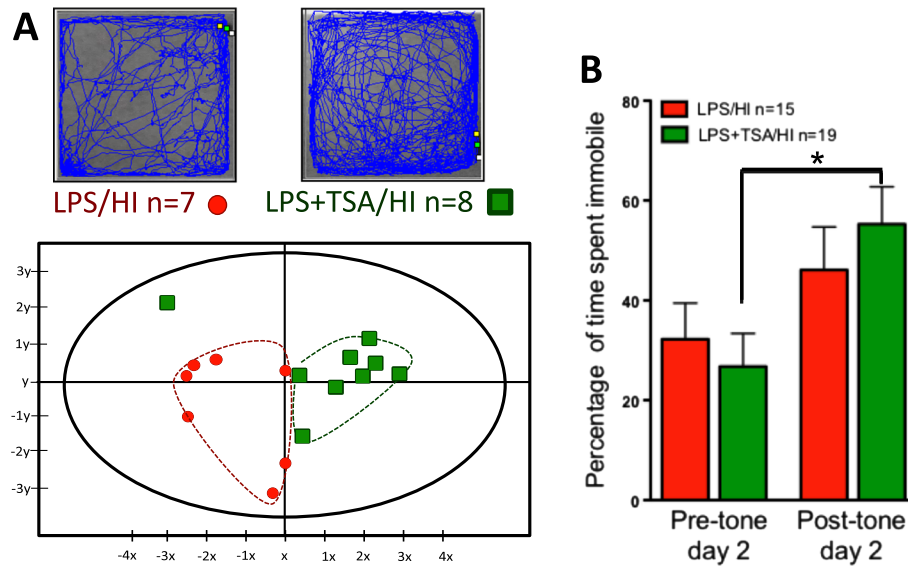 A
LPS/HI n=7
LPS+TSA/HI n=8
3y
2y
1y
y
-1y
-2y
-3y
-4x -3x -2x -1x x 1x 2x 3x 4x
B
Percentage of time spent immobile
80
60
40
20
0
LPS/HI n=15
LPS+TSA/HI n=19
*
Pre-tone
day 2
Post-tone
day 2